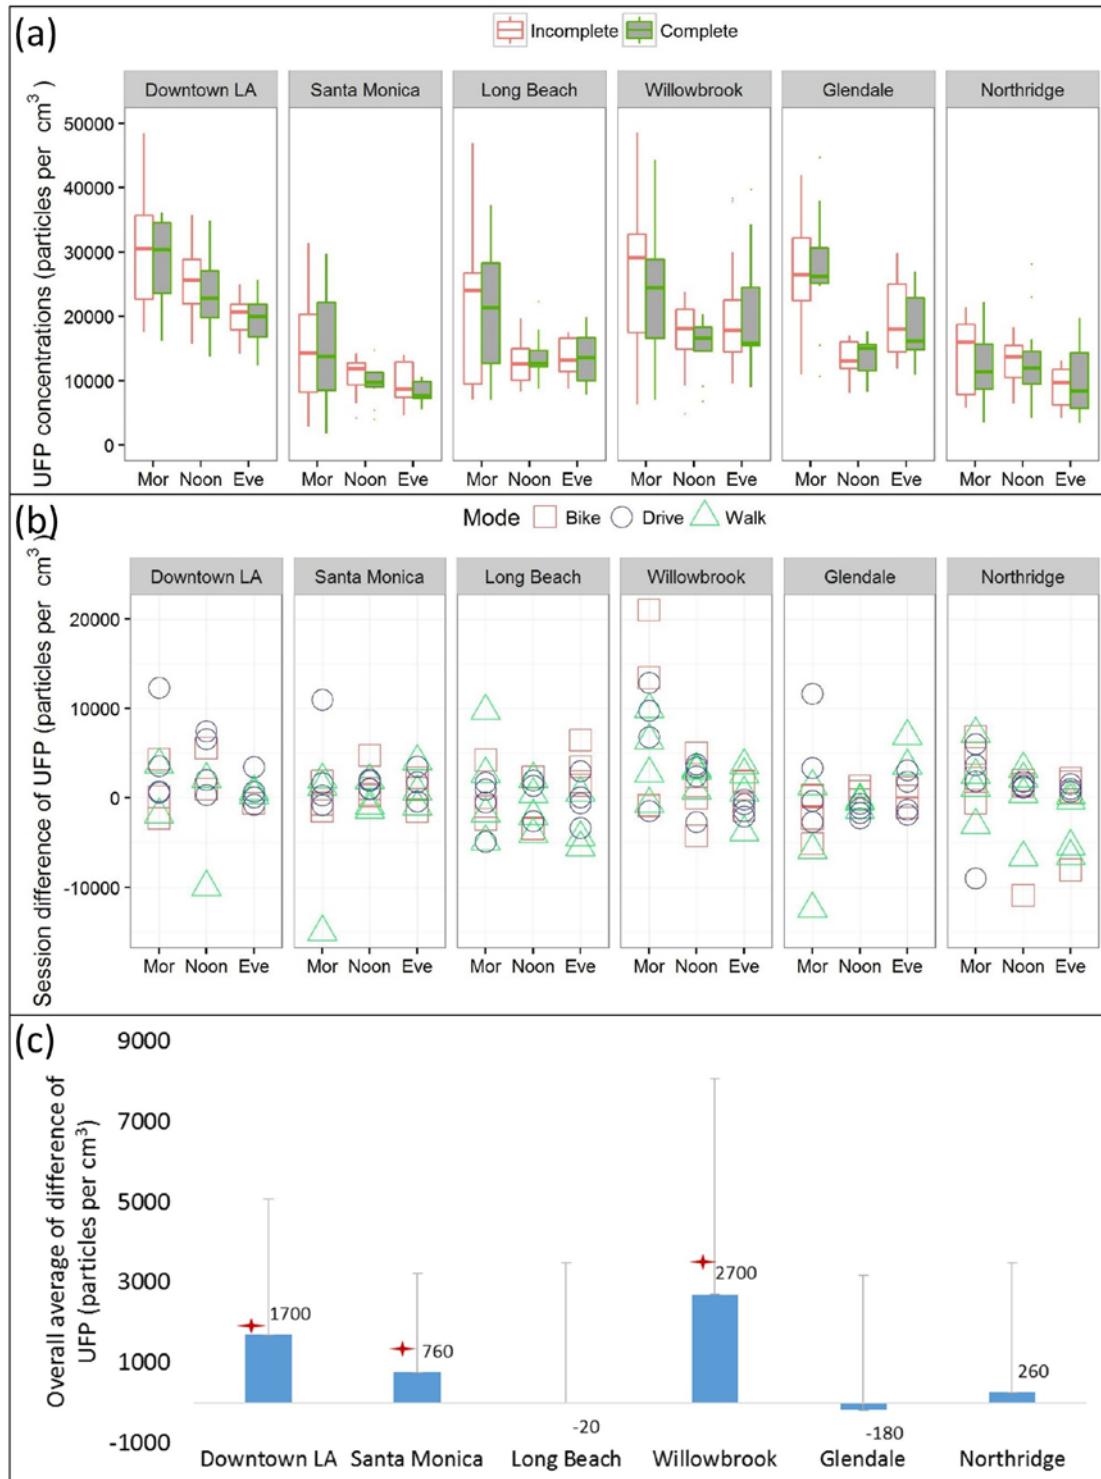 (a)
Incomplete Complete
Downtown LA Santa Monica Long Beach Willowbrook Glendale Northridge
UFP concentrations (particles per cm³)
50000
40000
30000
20000
10000
0
Mor Noon Eve Mor Noon Eve Mor Noon Eve Mor Noon Eve Mor Noon Eve Mor Noon Eve
(b)
Mode Bike Drive Walk
Downtown LA Santa Monica Long Beach Willowbrook Glendale Northridge
Session difference of UFP (particles per cm³)
20000
10000
0
-10000
Mor Noon Eve Mor Noon Eve Mor Noon Eve Mor Noon Eve Mor Noon Eve Mor Noon Eve
(c)
Overall average of difference of
UFP (particles per cm³)
9000
7000
5000
3000
1000
-1000
1700
760
-20
2700
-180
260
Downtown LA Santa Monica Long Beach Willowbrook Glendale Northridge